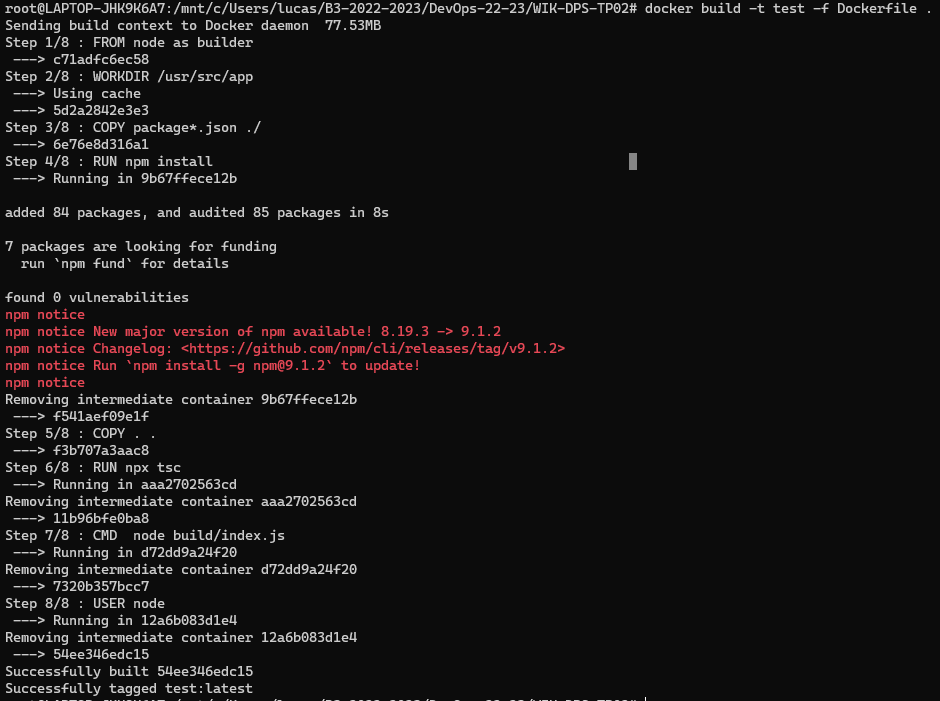 root@LAPTOP-JHK9K6A7:/mnt/c/Users/lucas/B3-2022-2023/DevOps-22-23/WIK-DPS-TP02# docker build -t test -f Dockerfile .
Sending build context to Docker daemon  77.53MB
Step 1/8 : FROM node as builder
 ---> c71adfc6ec58
Step 2/8 : WORKDIR /usr/src/app
 ---> Using cache
 ---> 5d2a2842e3e3
Step 3/8 : COPY package*.json ./
 ---> 6e76e8d316a1
Step 4/8 : RUN npm install
 ---> Running in 9b67ffece12b

added 84 packages, and audited 85 packages in 8s

7 packages are looking for funding
  run `npm fund` for details

found 0 vulnerabilities
npm notice
npm notice New major version of npm available! 8.19.3 -> 9.1.2
npm notice Changelog: <https://github.com/npm/cli/releases/tag/v9.1.2>
npm notice Run `npm install -g npm@9.1.2` to update!
npm notice
Removing intermediate container 9b67ffece12b
 ---> f541aef09e1f
Step 5/8 : COPY . .
 ---> f3b707a3aac8
Step 6/8 : RUN npx tsc
 ---> Running in aaa2702563cd
Removing intermediate container aaa2702563cd
 ---> 11b96bfe0ba8
Step 7/8 : CMD  node build/index.js
 ---> Running in d72dd9a24f20
Removing intermediate container d72dd9a24f20
 ---> 7320b357bcc7
Step 8/8 : USER node
 ---> Running in 12a6b083d1e4
Removing intermediate container 12a6b083d1e4
 ---> 54ee346edc15
Successfully built 54ee346edc15
Successfully tagged test:latest